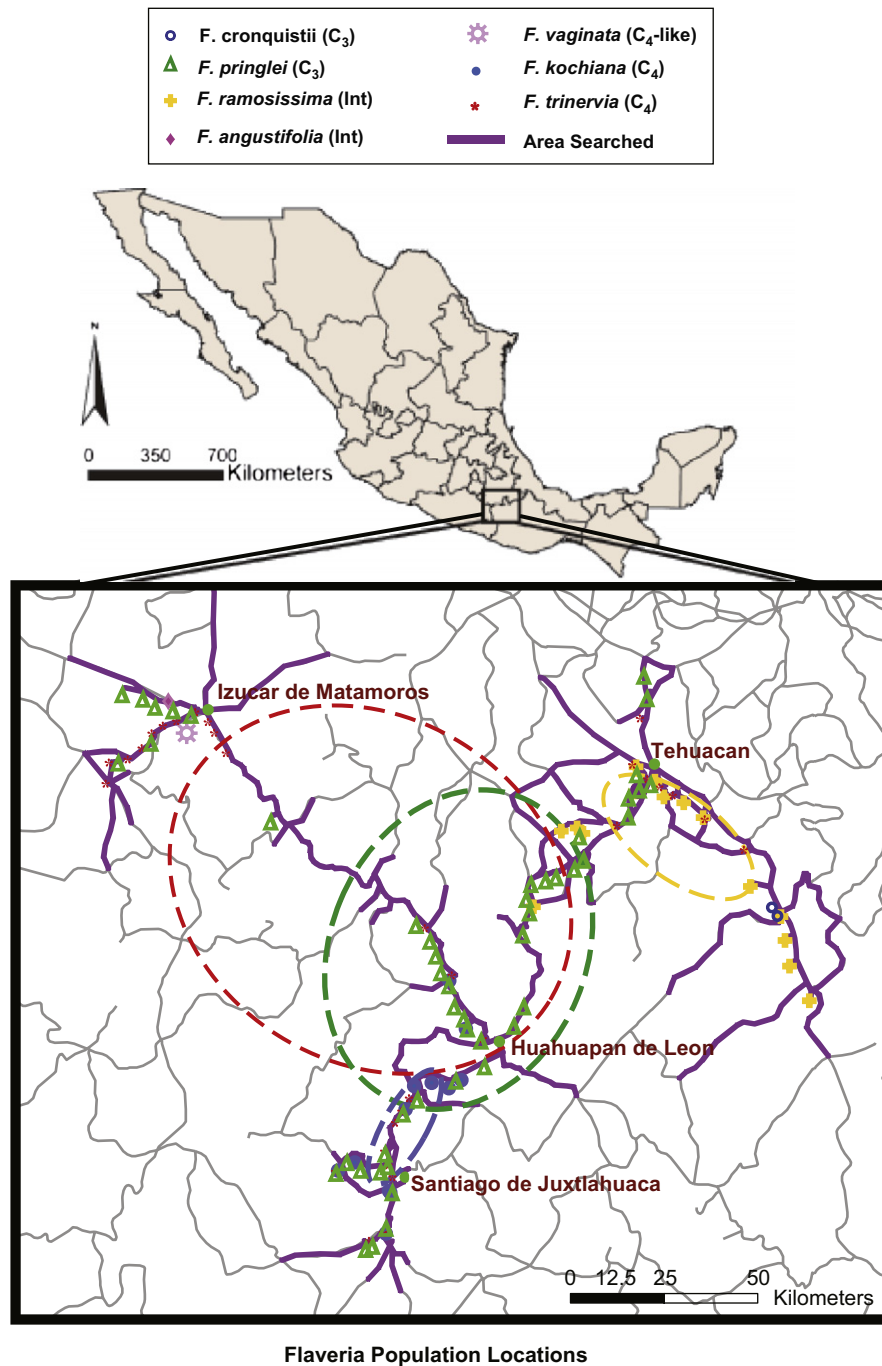 F. cronquistii (C3)
F. pringlei (C3)
F. ramosissima (Int)
F. angustifolia (Int)
F. vaginata (C4-like)
F. kochiana (C4)
F. trinervia (C4)
Area Searched
N
0 350 700
Kilometers
Izucar de Matamoros
Tehuacan
Huahuapan de Leon
Santiago de Juxtlahuaca
0 12.5 25 50
Kilometers
Flaveria Population Locations